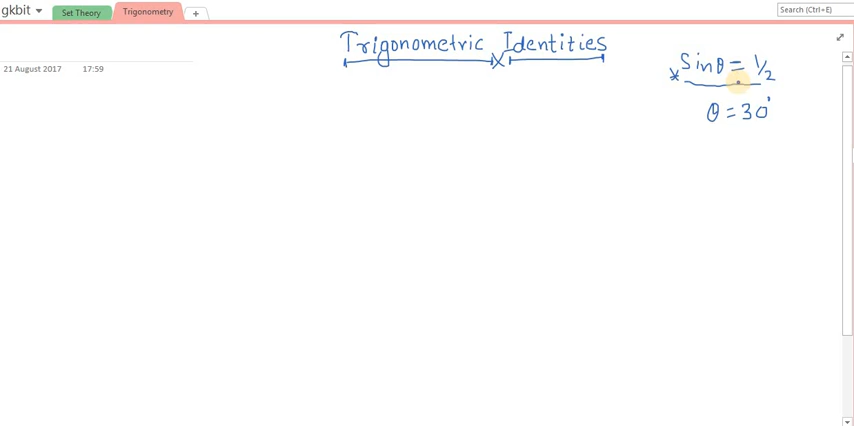 gkbit
Set Theory
Trigonometry
+
Search (Ctrl+E)
Trigonometric Identities
21 August 2017 17:59
* Sinθ = 1/2
θ = 30°